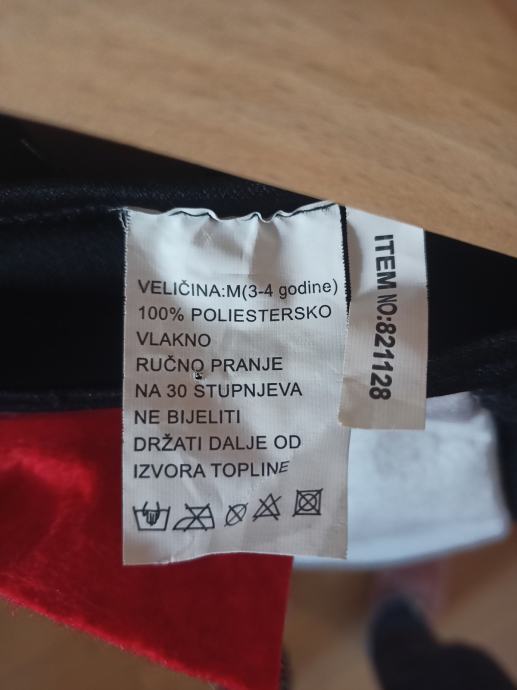 VELIČINA:M(3-4 godine)
100% POLIESTERSKO
VLAKNO
RUČNO PRANJE
NA 30 STUPNJEVA
NE BIJELITI
DRŽATI DALJE OD
IZVORA TOPLINE
ITEM NO:821128